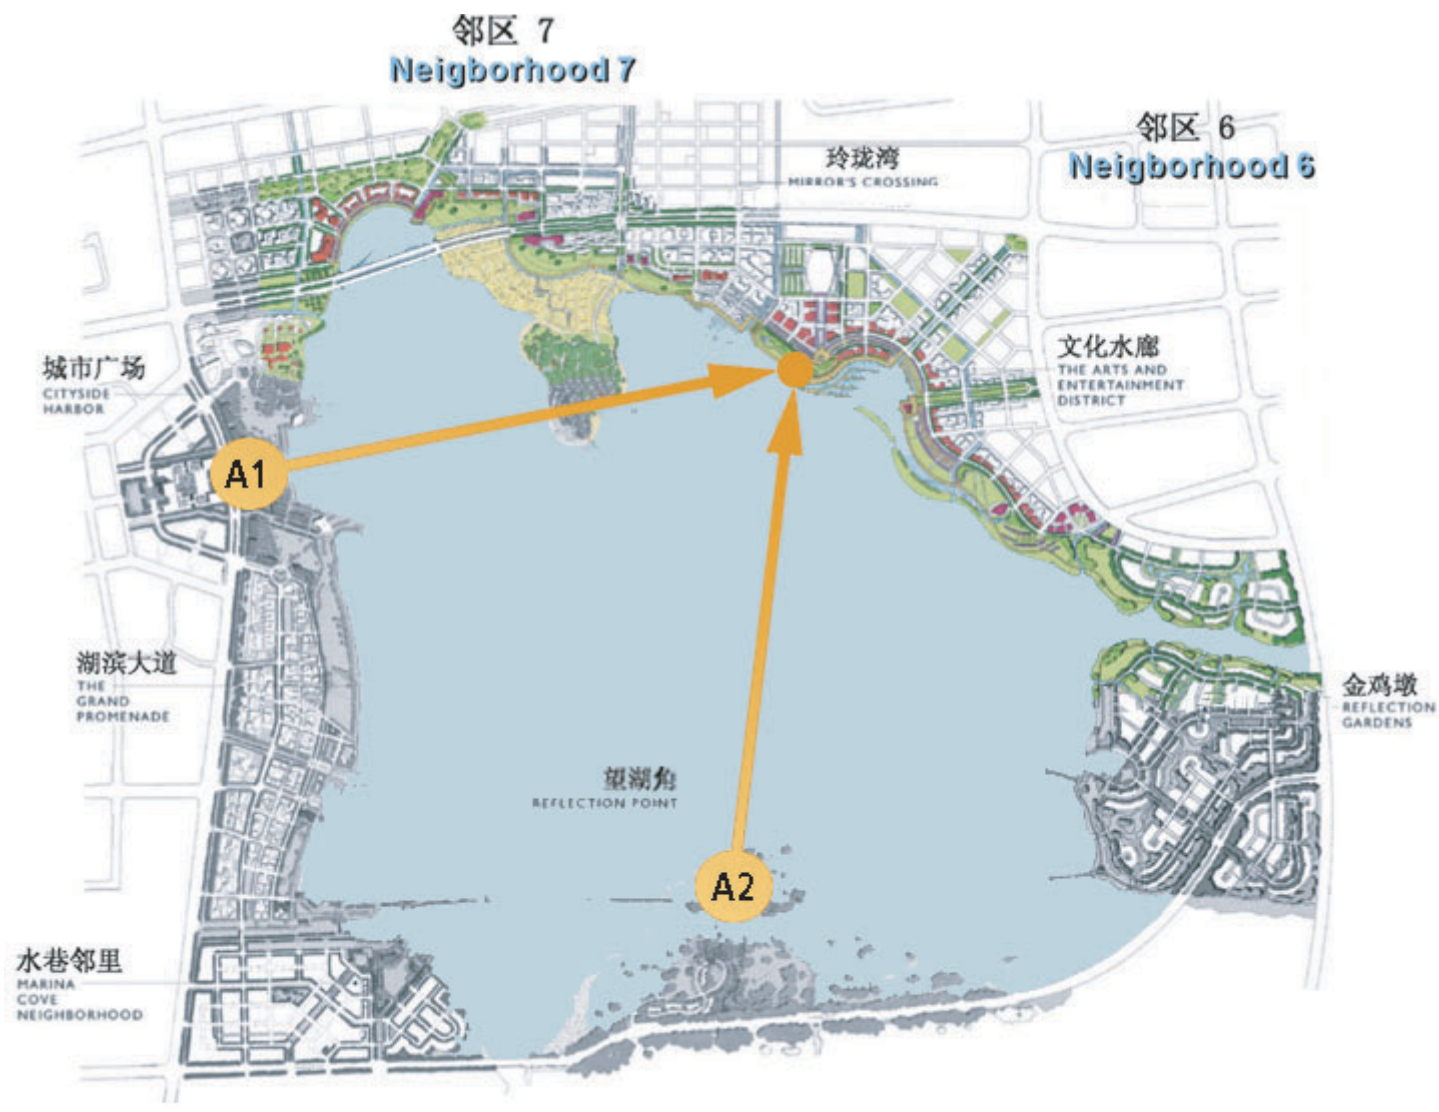 邻区 7
Neigborhood 7
邻区 6
Neigborhood 6
玲珑湾
MIRROR'S CROSSING
城市广场
CITYSIDE
HARBOR
文化水廊
THE ARTS AND
ENTERTAINMENT
DISTRICT
A1
湖滨大道
THE
GRAND
PROMENADE
金鸡墩
REFLECTION
GARDENS
望湖角
REFLECTION POINT
A2
水巷邻里
MARINA
COVE
NEIGHBORHOOD